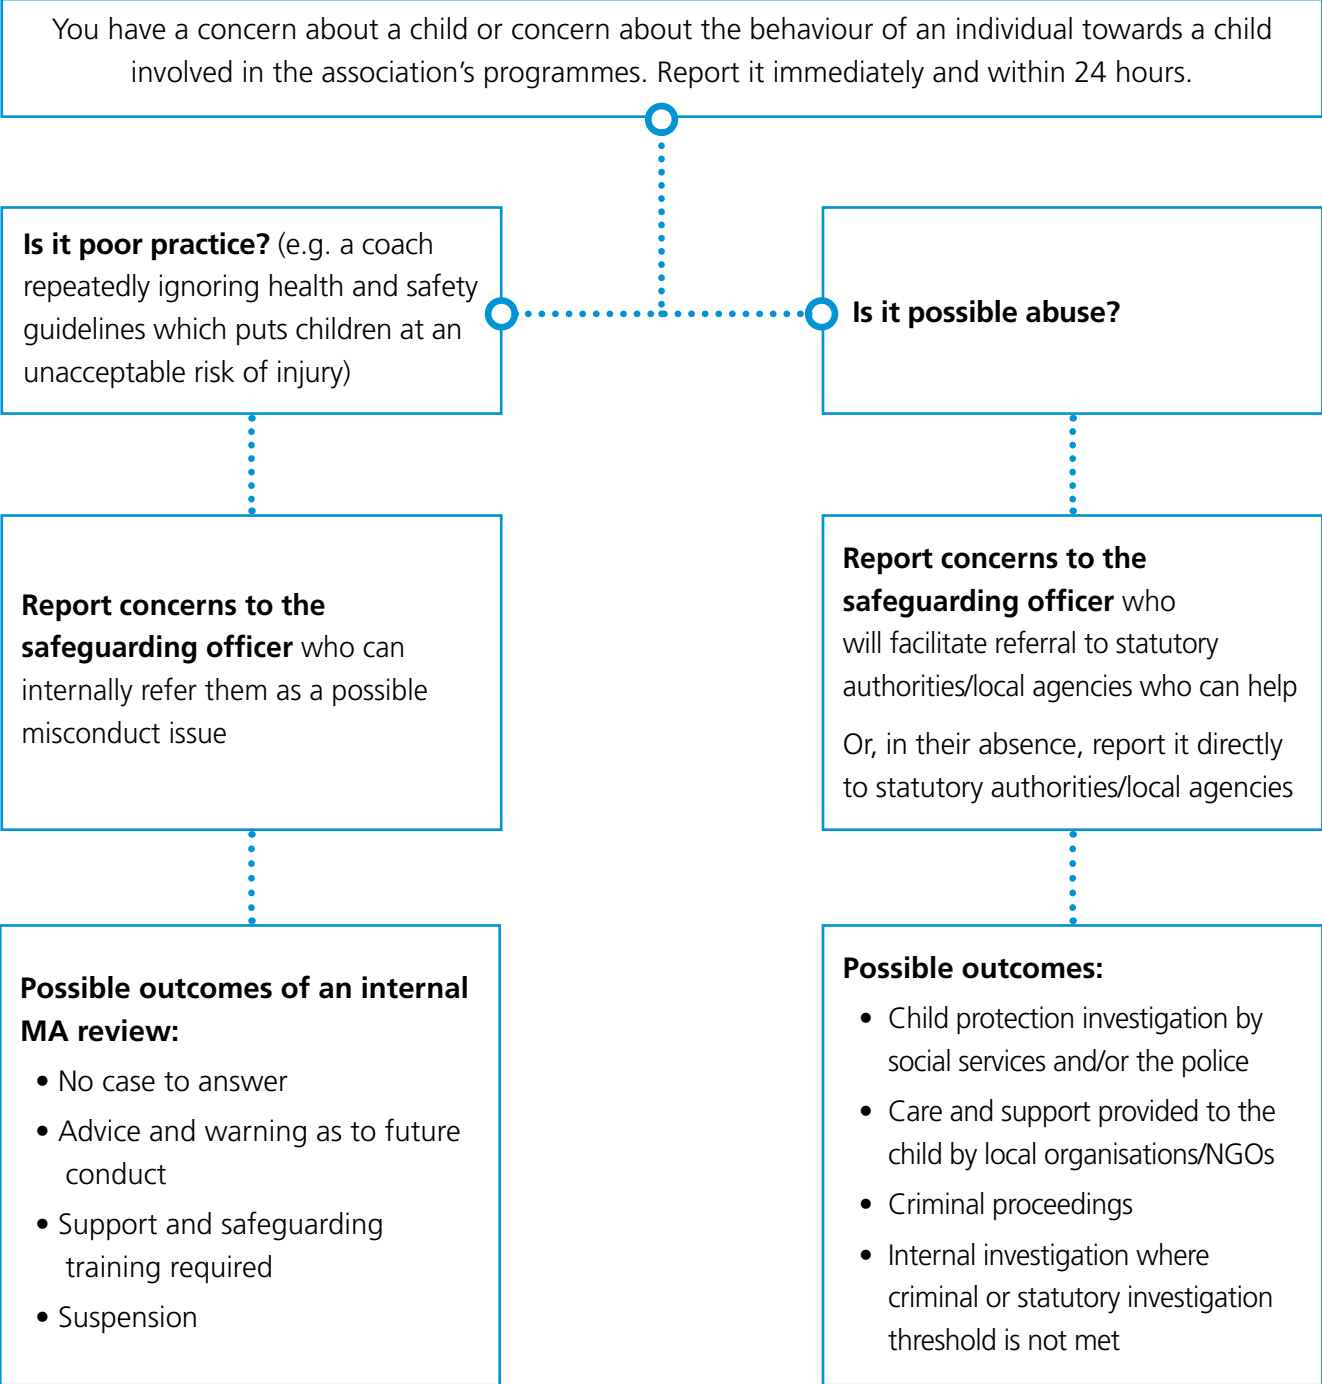 You have a concern about a child or concern about the behaviour of an individual towards a child
involved in the association’s programmes. Report it immediately and within 24 hours.
Is it poor practice? (e.g. a coach
repeatedly ignoring health and safety
guidelines which puts children at an
unacceptable risk of injury)
Is it possible abuse?
Report concerns to the
safeguarding officer who can
internally refer them as a possible
misconduct issue
Report concerns to the
safeguarding officer who
will facilitate referral to statutory
authorities/local agencies who can help
Or, in their absence, report it directly
to statutory authorities/local agencies
Possible outcomes of an internal
MA review:
• No case to answer
• Advice and warning as to future
conduct
• Support and safeguarding
training required
• Suspension
Possible outcomes:
• Child protection investigation by
social services and/or the police
• Care and support provided to the
child by local organisations/NGOs
• Criminal proceedings
• Internal investigation where
criminal or statutory investigation
threshold is not met